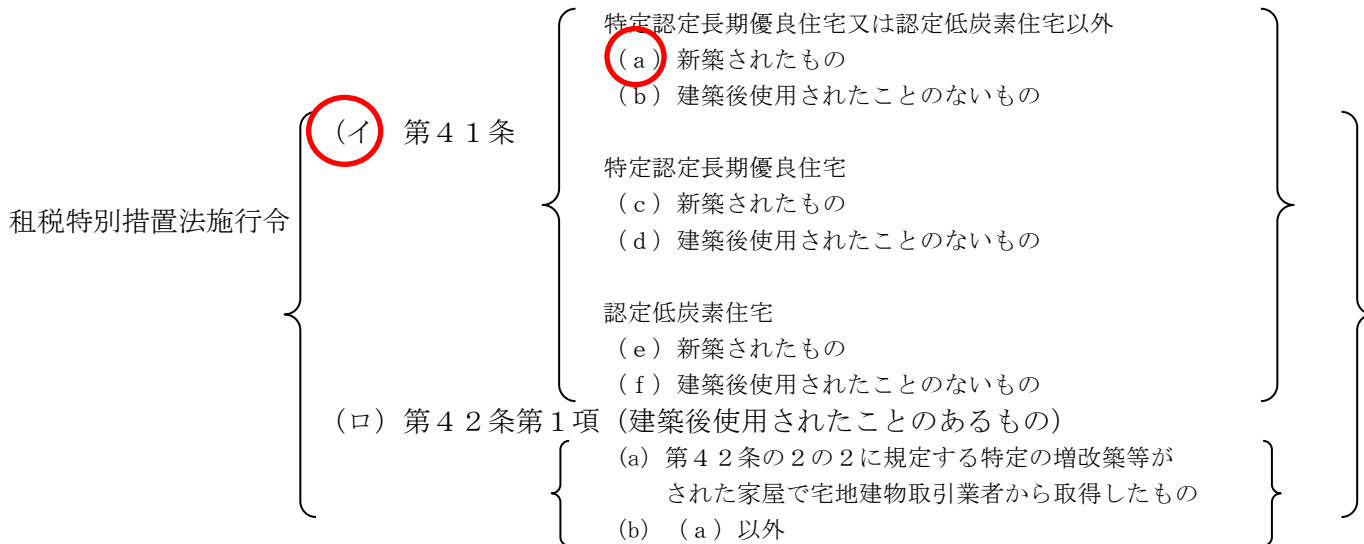 特定認定長期優良住宅又は認定低炭素住宅以外
（ａ）新築されたもの
（ｂ）建築後使用されたことのないもの
（イ） 第４１条
特定認定長期優良住宅
（ｃ）新築されたもの
租税特別措置法施行令
（ｄ）建築後使用されたことのないもの
認定低炭素住宅
（ｅ）新築されたもの
（ｆ）建築後使用されたことのないもの
（ロ）第４２条第１項（建築後使用されたことのあるもの）
(a) 第４２条の２の２に規定する特定の増改築等が
された家屋で宅地建物取引業者から取得したもの
(b) （ａ）以外